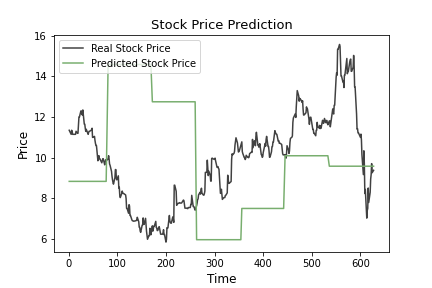 Stock Price Prediction
Real Stock Price
Predicted Stock Price
Price
16
14
12
10
8
6
0 100 200 300 400 500 600
Time